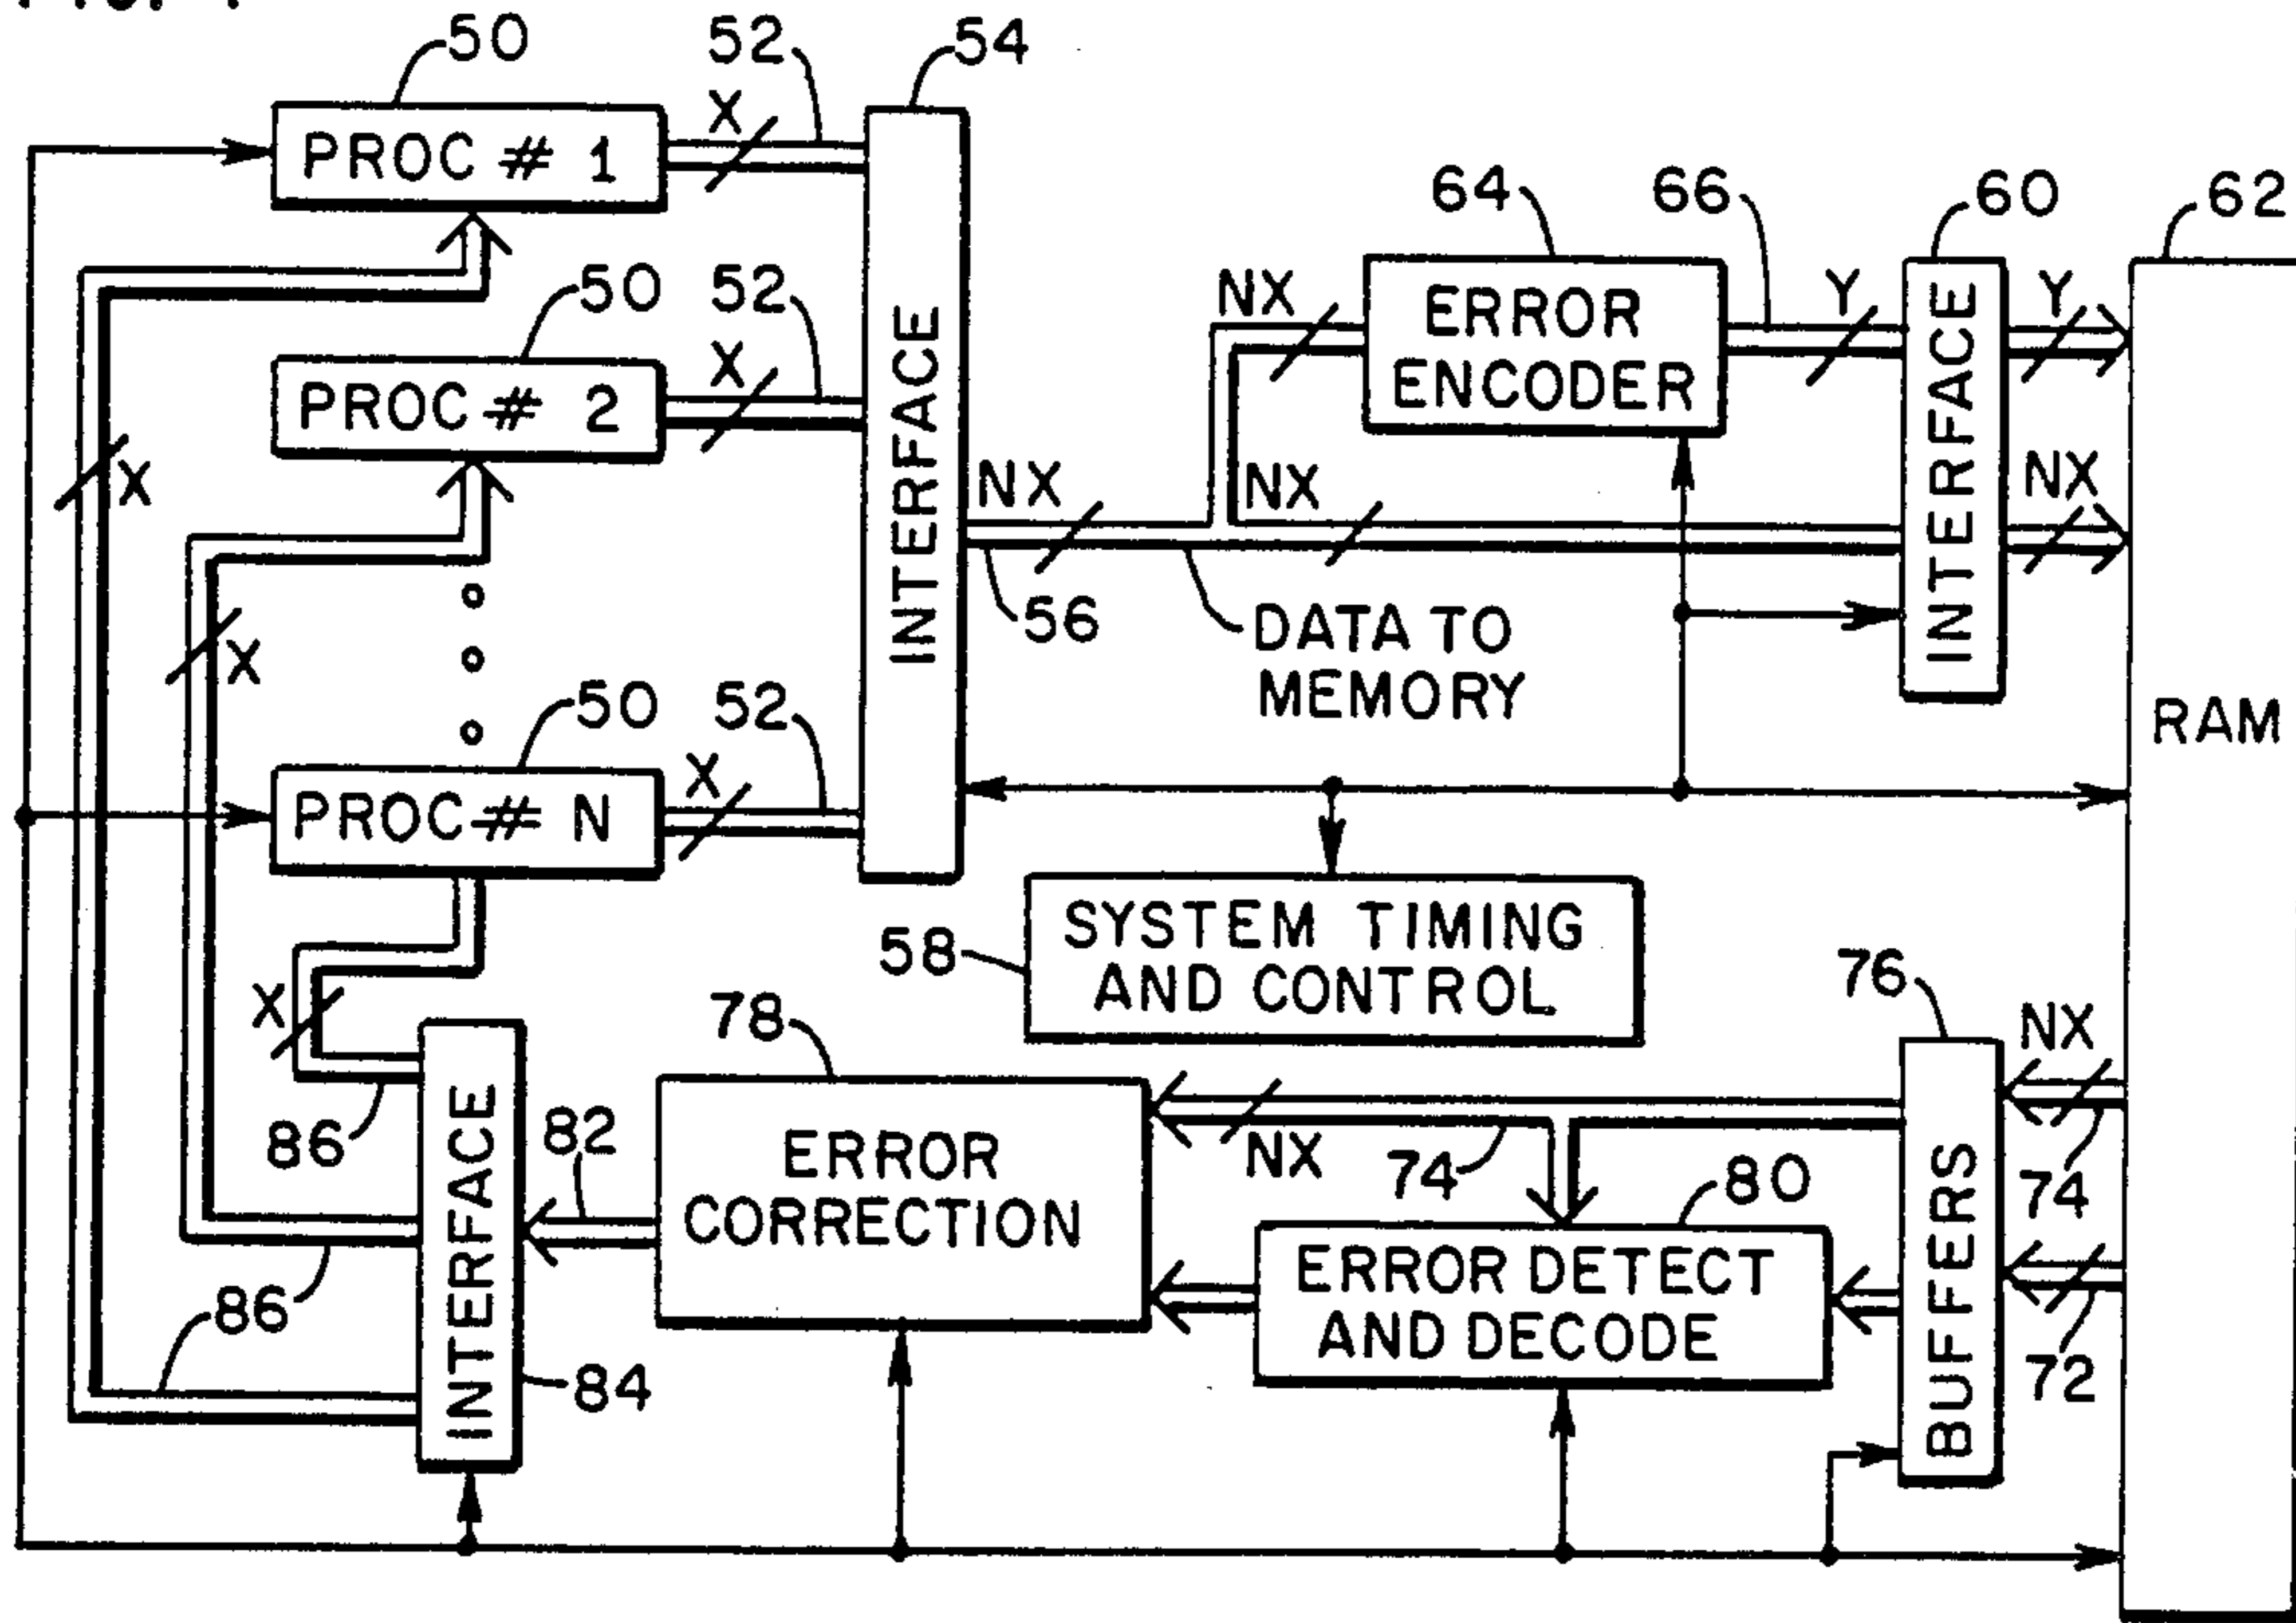 50
52
54
X
PROC # 1
64
66
60
62
50
52
NX
ERROR
ENCODER
Y
Y
X
PROC # 2
INTERFACE
INTERFACE
X
NX
NX
NX
56
DATA TO
MEMORY
X
50
52
RAM
X
PROC # N
SYSTEM TIMING
AND CONTROL
58
76
X
78
NX
86
INTERFACE
82
ERROR
CORRECTION
NX
74
80
74
BUFFERS
ERROR DETECT
AND DECODE
86
84
72